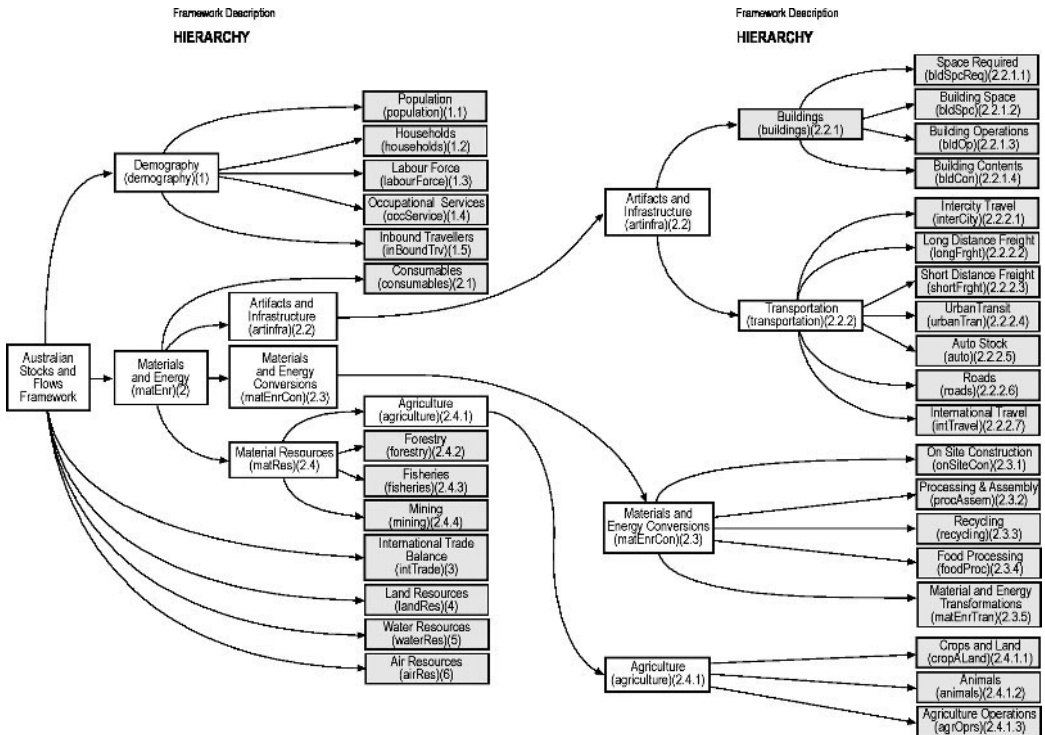 Framework Description
HIERARCHY
Australian
Stocks and
Flows
Framework
Demography
(demography)(1)
Materials
and Energy
(matEnr)(2)
Artifacts and
Infrastructure
(artinfra)(2.2)
Materials
and Energy
Conversions
(matEnrCon)(2.3)
Material Resources
(matRes)(2.4)
Population
(population)(1.1)
Households
(households)(1.2)
Labour Force
(labourForce)(1.3)
Occupational Services
(occService)(1.4)
Inbound Travellers
(inBoundTrv)(1.5)
Consumables
(consumables)(2.1)
Agriculture
(agriculture)(2.4.1)
Forestry
(forestry)(2.4.2)
Fisheries
(fisheries)(2.4.3)
Mining
(mining)(2.4.4)
International Trade
Balance
(intTrade)(3)
Land Resources
(landRes)(4)
Water Resources
(waterRes)(5)
Air Resources
(airRes)(6)
Framework Description
HIERARCHY
Artifacts and
Infrastructure
(artinfra)(2.2)
Buildings
(buildings)(2.2.1)
Space Required
(bldSpcReq)(2.2.1.1)
Building Space
(bldSpc)(2.2.1.2)
Building Operations
(bldOp)(2.2.1.3)
Building Contents
(bldCon)(2.2.1.4)
Transportation
(transportation)(2.2.2)
Intercity Travel
(interCity)(2.2.2.1)
Long Distance Freight
(longFrght)(2.2.2.2)
Short Distance Freight
(shortFrght)(2.2.2.3)
UrbanTransit
(urbanTran)(2.2.2.4)
Auto Stock
(auto)(2.2.2.5)
Roads
(roads)(2.2.2.6)
International Travel
(intTravel)(2.2.2.7)
Materials and
Energy Conversions
(matEnrCon)(2.3)
On Site Construction
(onSiteCon)(2.3.1)
Processing & Assembly
(procAssem)(2.3.2)
Recycling
(recycling)(2.3.3)
Food Processing
(foodProc)(2.3.4)
Material and Energy
Transformations
(matEnrTran)(2.3.5)
Agriculture
(agriculture)(2.4.1)
Crops and Land
(cropALand)(2.4.1.1)
Animals
(animals)(2.4.1.2)
Agriculture Operations
(agrOprs)(2.4.1.3)